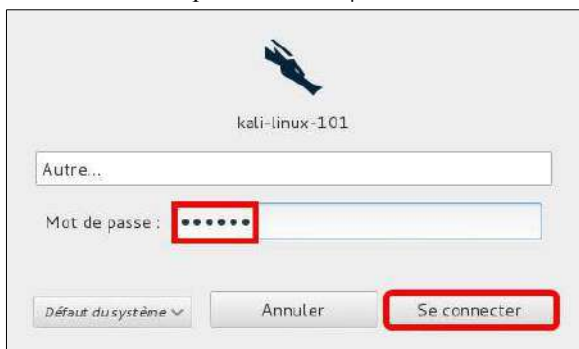 kali-linux-101
Autre...
Mot de passe : ••••••
Défaut du système
Annuler
Se connecter